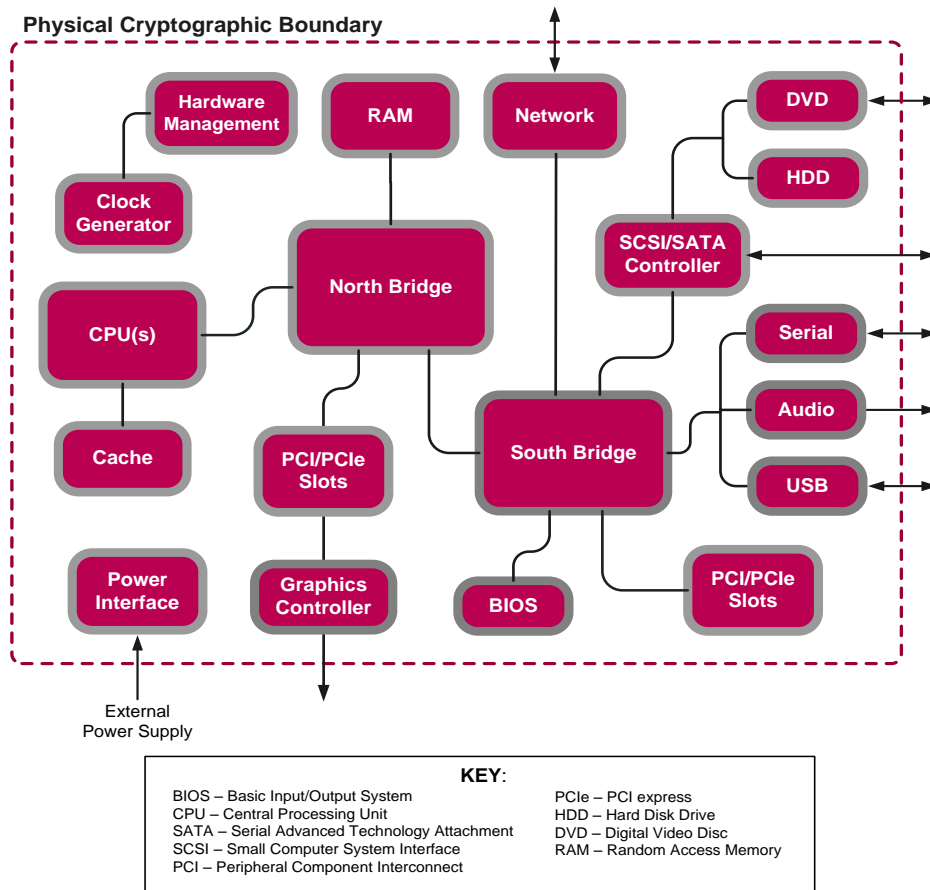 Physical Cryptographic Boundary
Hardware
Management
RAM
Network
DVD
HDD
Clock
Generator
North Bridge
SCSI/SATA
Controller
CPU(s)
Serial
Audio
USB
Cache
PCI/PCIe
Slots
South Bridge
Power
Interface
Graphics
Controller
BIOS
PCI/PCIe
Slots
External
Power Supply
KEY:
BIOS – Basic Input/Output System
CPU – Central Processing Unit
SATA – Serial Advanced Technology Attachment
SCSI – Small Computer System Interface
PCI – Peripheral Component Interconnect
PCIe – PCI express
HDD – Hard Disk Drive
DVD – Digital Video Disc
RAM – Random Access Memory